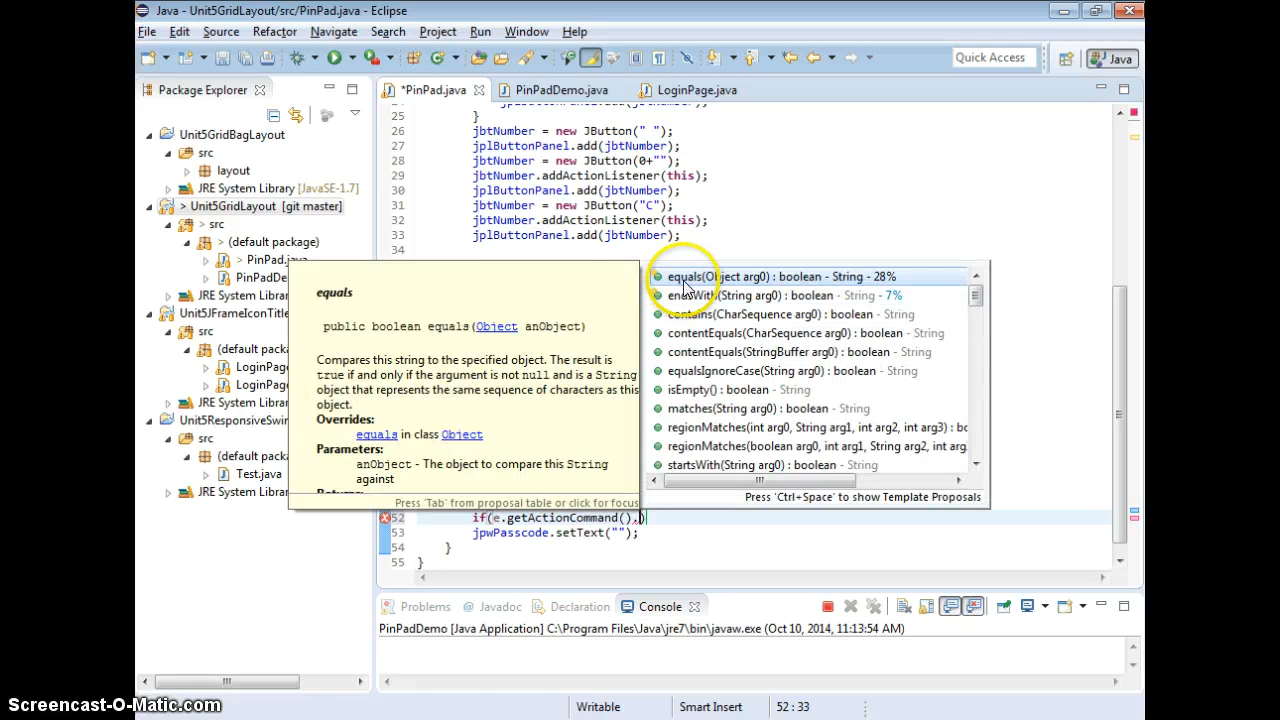 Java - Unit5GridLayout/src/PinPad.java - Eclipse
File Edit Source Refactor Navigate Search Project Run Window Help
Quick Access Java
Package Explorer
*PinPad.java PinPadDemo.java LoginPage.java
Unit5GridBagLayout
src
layout
JRE System Library [JavaSE-1.7]
> Unit5GridLayout [git master]
> src
> (default package)
> PinPad.java
PinPadDe
JRE System Libra
Unit5JFrameIconTitle
src
(default packa
LoginPage
LoginPage
JRE System Libra
Unit5ResponsiveSwin
src
(default packa
Test.java
JRE System Libra
25 }
26 jbtNumber = new JButton(" ");
27 jplButtonPanel.add(jbtNumber);
28 jbtNumber = new JButton(0+"");
29 jbtNumber.addActionListener(this);
30 jplButtonPanel.add(jbtNumber);
31 jbtNumber = new JButton("C");
32 jbtNumber.addActionListener(this);
33 jplButtonPanel.add(jbtNumber);
34
equals
public boolean equals(Object anObject)
Compares this string to the specified object. The result is
true if and only if the argument is not null and is a String
object that represents the same sequence of characters as this
object.
Overrides:
equals in class Object
Parameters:
anObject - The object to compare this String
against
Press 'Tab' from proposal table or click for focus
equals(Object arg0) : boolean - String - 28%
endsWith(String arg0) : boolean - String - 7%
contains(CharSequence arg0) : boolean - String
contentEquals(CharSequence arg0) : boolean - String
contentEquals(StringBuffer arg0) : boolean - String
equalsIgnoreCase(String arg0) : boolean - String
isEmpty() : boolean - String
matches(String arg0) : boolean - String
regionMatches(int arg0, String arg1, int arg2, int arg3) : bo
regionMatches(boolean arg0, int arg1, String arg2, int arg
startsWith(String arg0) : boolean - String
Press 'Ctrl+Space' to show Template Proposals
52 if(e.getActionCommand().)
53 jpwPasscode.setText("");
54 }
55 }
Problems @ Javadoc Declaration Console
PinPadDemo [Java Application] C:\Program Files\Java\jre7\bin\javaw.exe (Oct 10, 2014, 11:13:54 AM)
Writable Smart Insert 52 : 33
Screencast-O-Matic.com